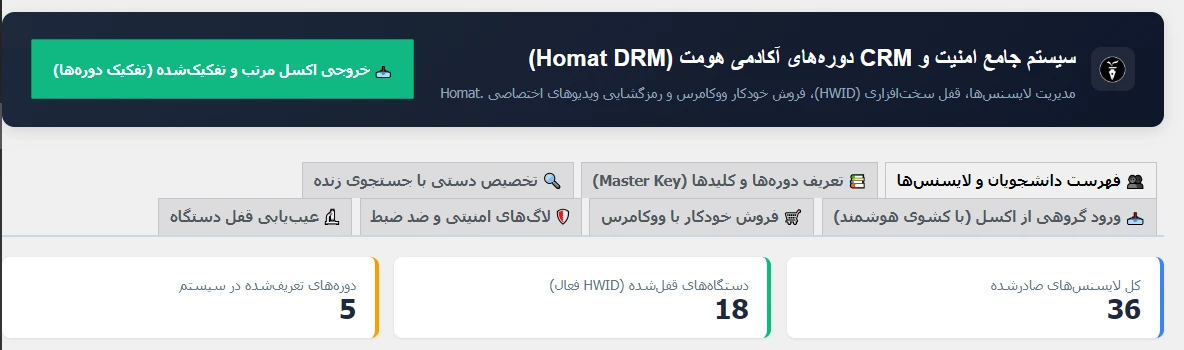 سیستم جامع امنیت و CRM دوره‌های آکادمی هومت (Homat DRM)
مدیریت لایسنس‌ها، قفل سخت‌افزاری (HWID)، فروش خودکار ووکامرس و رمزگشایی ویدیوهای اختصاصی Homat.
📥 خروجی اکسل مرتب و تفکیک‌شده (تفکیک دوره‌ها)
👥 فهرست دانشجویان و لایسنس‌ها
📚 تعریف دوره‌ها و کلیدها (Master Key)
🔍 تخصیص دستی با جستجوی زنده
📥 ورود گروهی از اکسل (با کشوی هوشمند)
🛒 فروش خودکار با ووکامرس
🛡 لاگ‌های امنیتی و ضد ضبط
🔬 عیب‌یابی قفل دستگاه
کل لایسنس‌های صادرشده
36
دستگاه‌های قفل‌شده (HWID فعال)
18
دوره‌های تعریف‌شده در سیستم
5